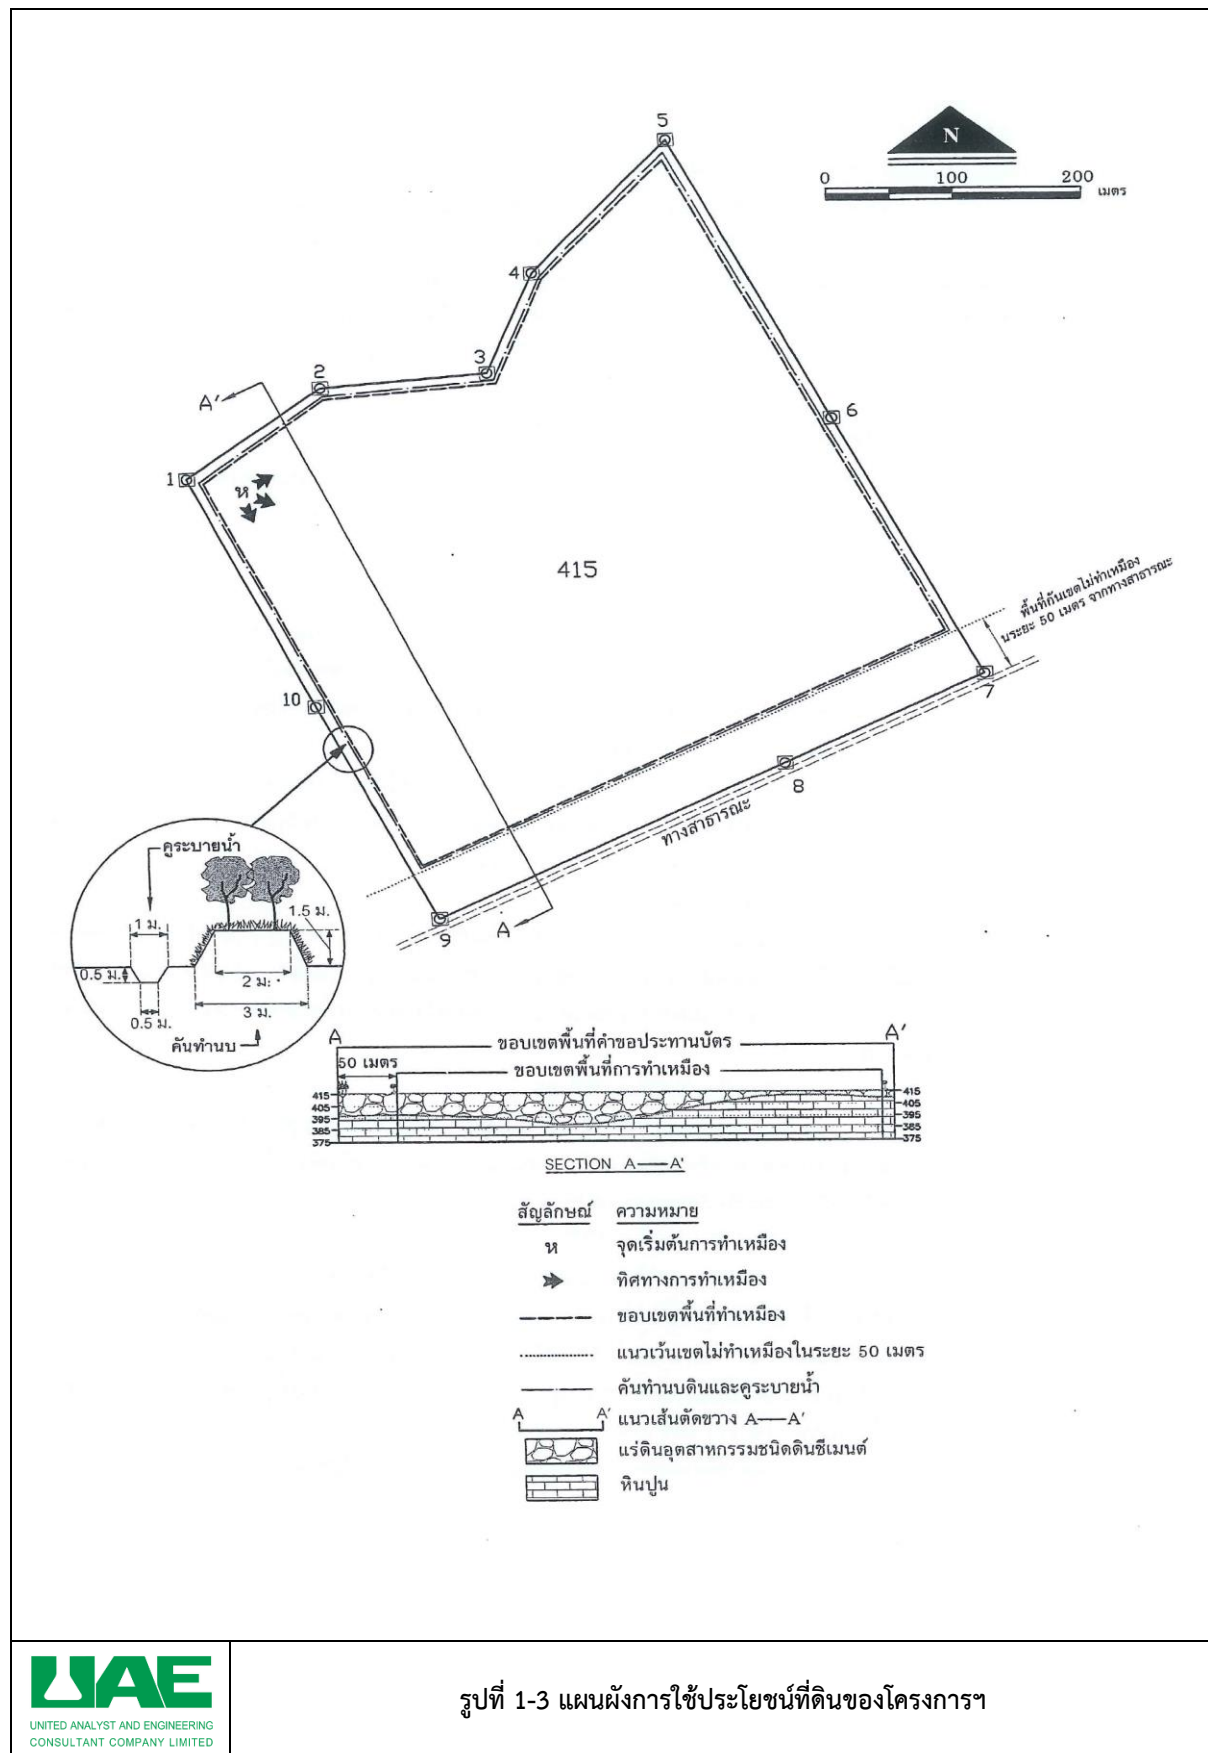 N
0 100 200
เมตร
5
4
3
2
A'
1
ห
6
415
พื้นที่กันเขตไม่ทำเหมือง
นระยะ 50 เมตร จากทางสาธารณะ
7
10
8
ทางสาธารณะ
9
A
คูระบายน้ำ
1 ม.
1.5 ม.
0.5 ม.
2 ม.
0.5 ม.
3 ม.
คันทำนบ
A A'
ขอบเขตพื้นที่คำขอประทานบัตร
50 เมตร
ขอบเขตพื้นที่การทำเหมือง
415 415
405 405
395 395
385 385
375 375
SECTION A——A'
สัญลักษณ์ ความหมาย
ห จุดเริ่มต้นการทำเหมือง
ทิศทางการทำเหมือง
ขอบเขตพื้นที่ทำเหมือง
แนวเว้นเขตไม่ทำเหมืองในระยะ 50 เมตร
คันทำนบดินและคูระบายน้ำ
A A' แนวเส้นตัดขวาง A——A'
แร่ดินอุตสาหกรรมชนิดดินซีเมนต์
หินปูน
UAE
UNITED ANALYST AND ENGINEERING
CONSULTANT COMPANY LIMITED
รูปที่ 1-3 แผนผังการใช้ประโยชน์ที่ดินของโครงการฯ